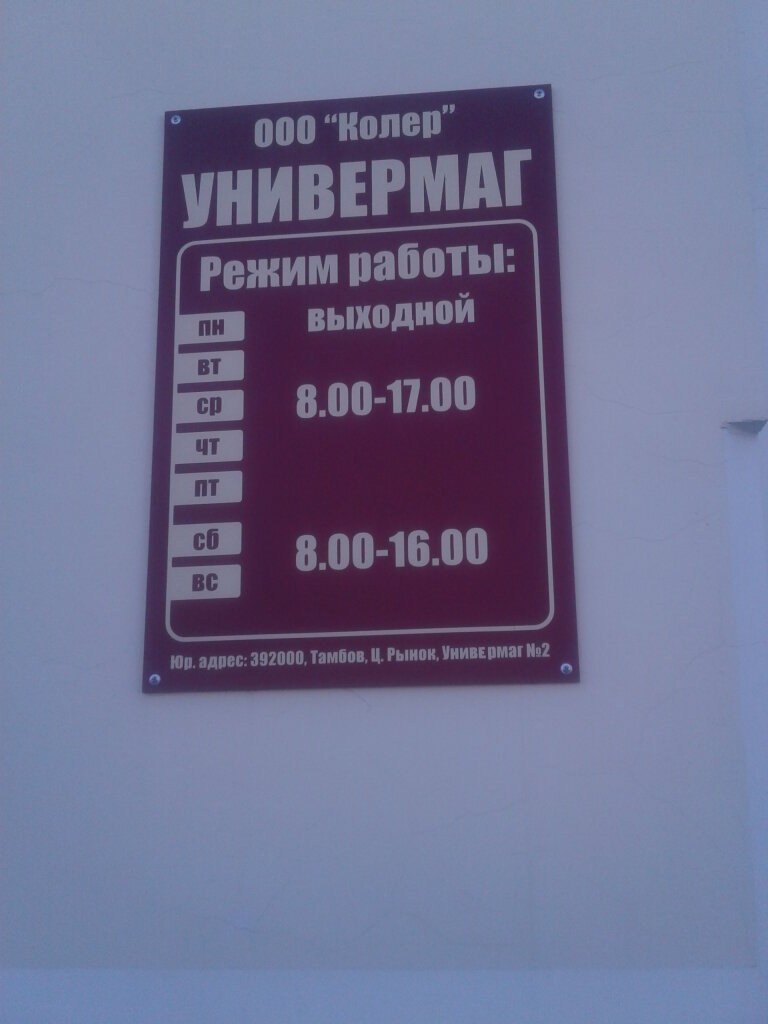 ООО “Колер”
УНИВЕРМАГ
Режим работы:
пн выходной
вт
ср 8.00-17.00
чт
пт
сб 8.00-16.00
вс
Юр. адрес: 392000, Тамбов, Ц. Рынок, Универмаг №2